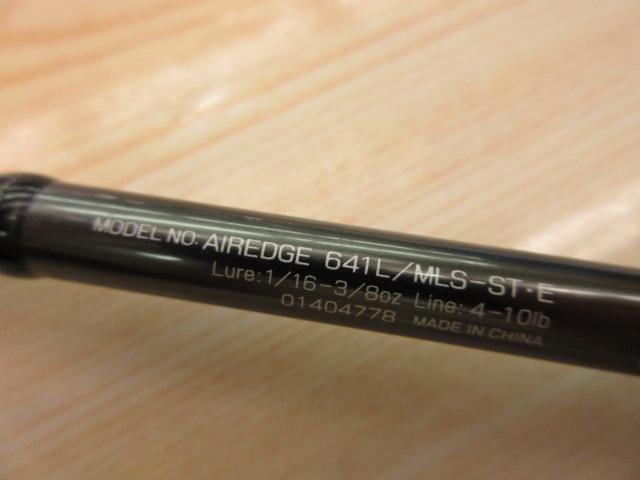 MODEL NO: AIREDGE 641L/MLS-ST・E
Lure:1/16-3/8oz Line: 4-10lb
01404778 MADE IN CHINA